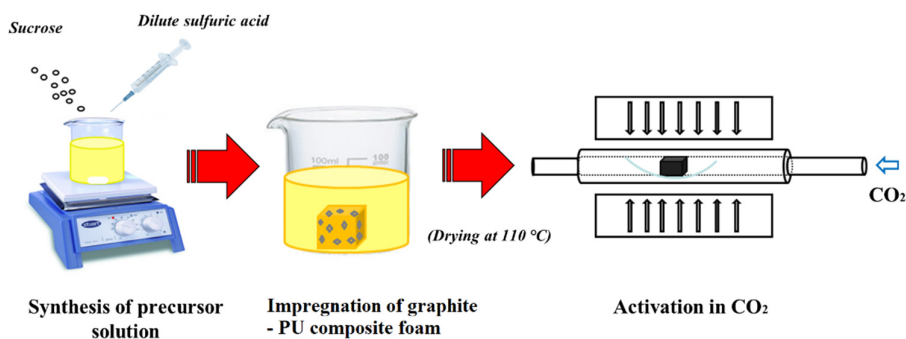 Sucrose
Dilute sulfuric acid
100ml
100
(Drying at 110 °C)
CO2
Synthesis of precursor
solution
Impregnation of graphite
- PU composite foam
Activation in CO2